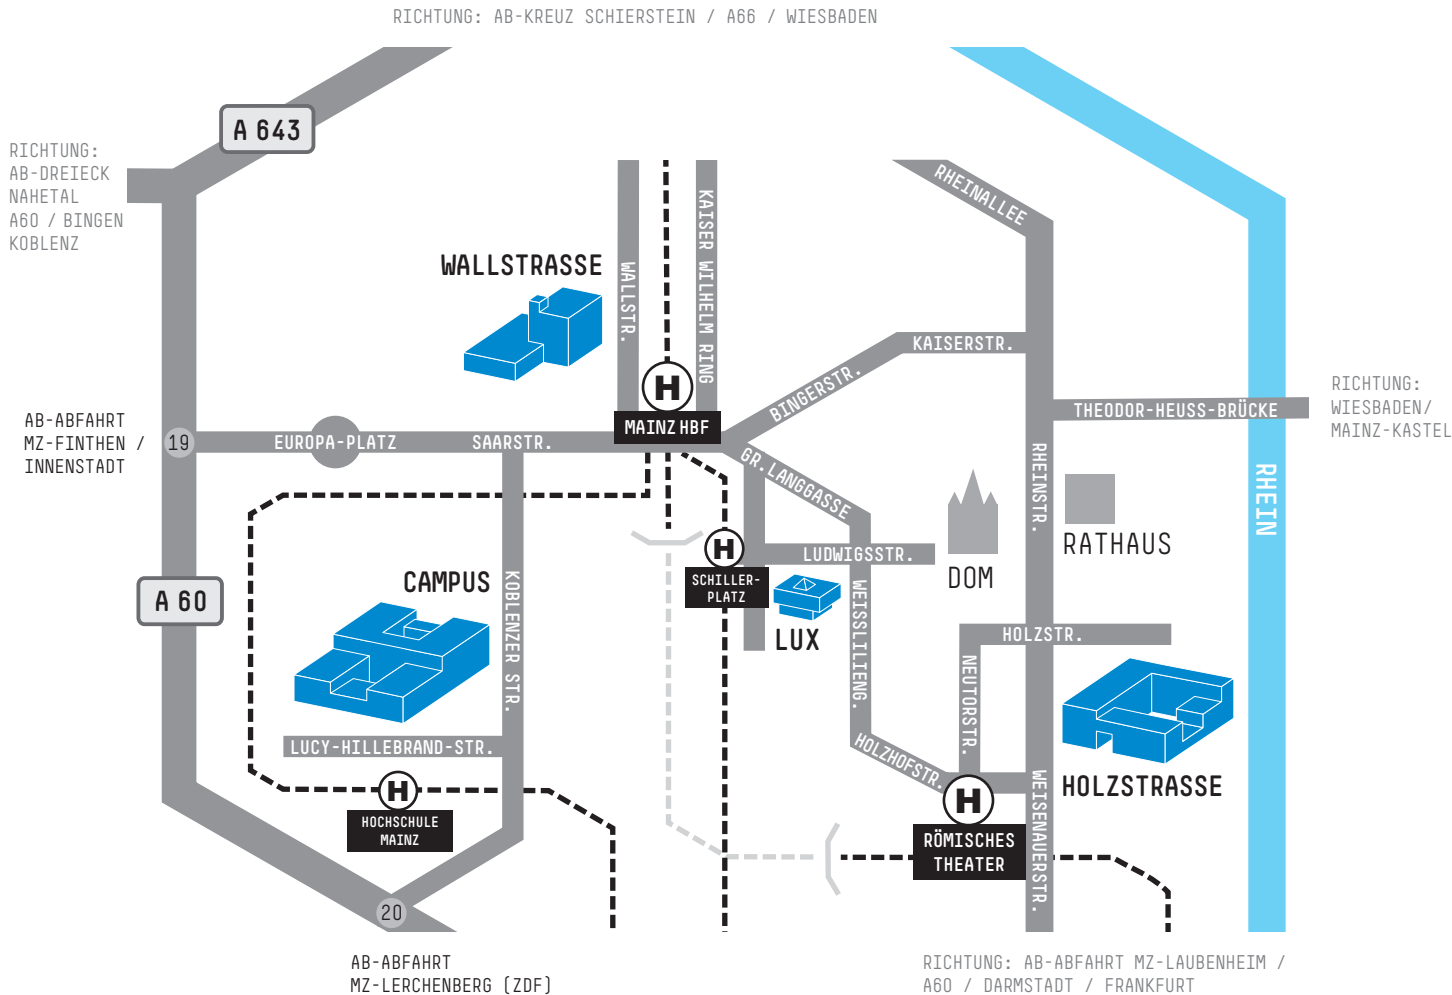 RICHTUNG: AB-KREUZ SCHIERSTEIN / A66 / WIESBADEN
A 643
RICHTUNG:
AB-DREIECK
NAHETAL
A60 / BINGEN
KOBLENZ
RHEINALLEE
KAISER WILHELM RING
WALLSTRASSE
WALLSTR.
KAISERSTR.
BINGERSTR.
H
MAINZ HBF
THEODOR-HEUSS-BRÜCKE
RICHTUNG:
WIESBADEN/
MAINZ-KASTEL
AB-ABFAHRT
MZ-FINTHEN /
INNENSTADT
19
EUROPA-PLATZ
SAARSTR.
GR. LANGGASSE
RHEINSTR.
RHEIN
RATHAUS
H
SCHILLER-
PLATZ
LUDWIGSSTR.
DOM
A 60
CAMPUS
KOBLENZER STR.
LUX
WEISSLILIENG.
HOLZSTR.
NEUTORSTR.
LUCY-HILLEBRAND-STR.
HOLZHOFSTR.
HOLZSTRASSE
H
HOCHSCHULE
MAINZ
H
RÖMISCHES
THEATER
WEISENAUERSTR.
20
AB-ABFAHRT
MZ-LERCHENBERG (ZDF)
RICHTUNG: AB-ABFAHRT MZ-LAUBENHEIM /
A60 / DARMSTADT / FRANKFURT